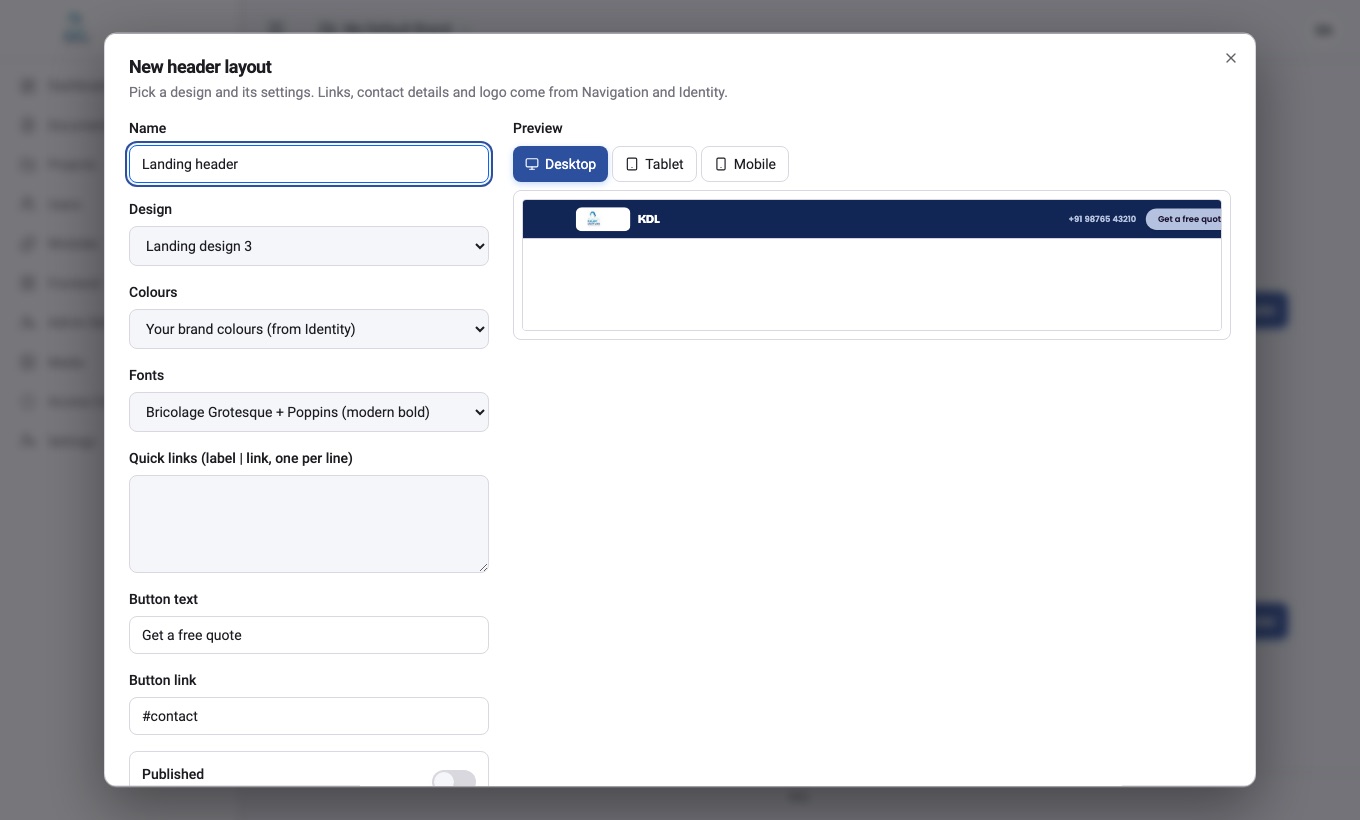 New header layout
Pick a design and its settings. Links, contact details and logo come from Navigation and Identity.
Name
Landing header
Design
Landing design 3
Colours
Your brand colours (from Identity)
Fonts
Bricolage Grotesque + Poppins (modern bold)
Quick links (label | link, one per line)
Button text
Get a free quote
Button link
#contact
Published
Preview
Desktop
Tablet
Mobile
KDL
+91 98765 43210
Get a free quot